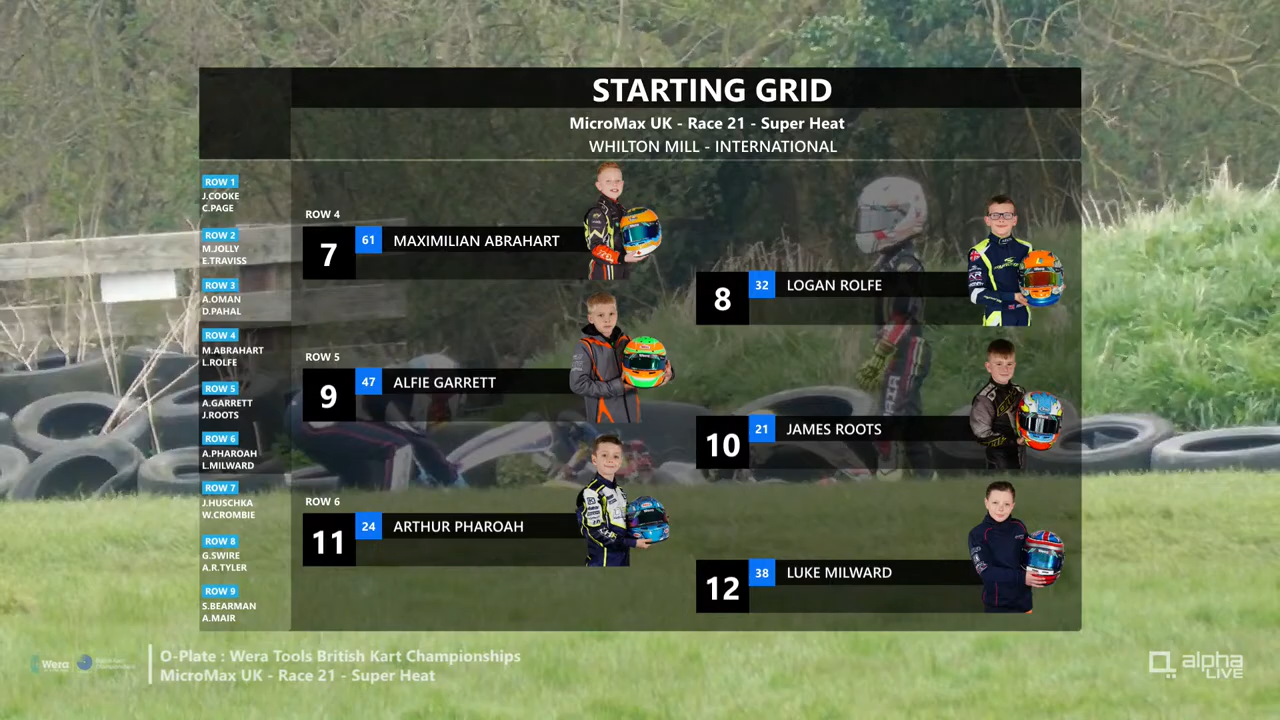 STARTING GRID
MicroMax UK - Race 21 - Super Heat
WHILTON MILL - INTERNATIONAL
ROW 1
J.COOKE
C.PAGE
ROW 2
M.JOLLY
E.TRAVISS
ROW 3
A.OMAN
D.PAHAL
ROW 4
M.ABRAHART
L.ROLFE
ROW 5
A.GARRETT
J.ROOTS
ROW 6
A.PHAROAH
L.MILWARD
ROW 7
J.HUSCHKA
W.CROMBIE
ROW 8
G.SWIRE
A.R.TYLER
ROW 9
S.BEARMAN
A.MAIR
ROW 4
7 61 MAXIMILIAN ABRAHART
8 32 LOGAN ROLFE
ROW 5
9 47 ALFIE GARRETT
10 21 JAMES ROOTS
ROW 6
11 24 ARTHUR PHAROAH
12 38 LUKE MILWARD
Wera
O-Plate : Wera Tools British Kart Championships
MicroMax UK - Race 21 - Super Heat
alpha
LIVE